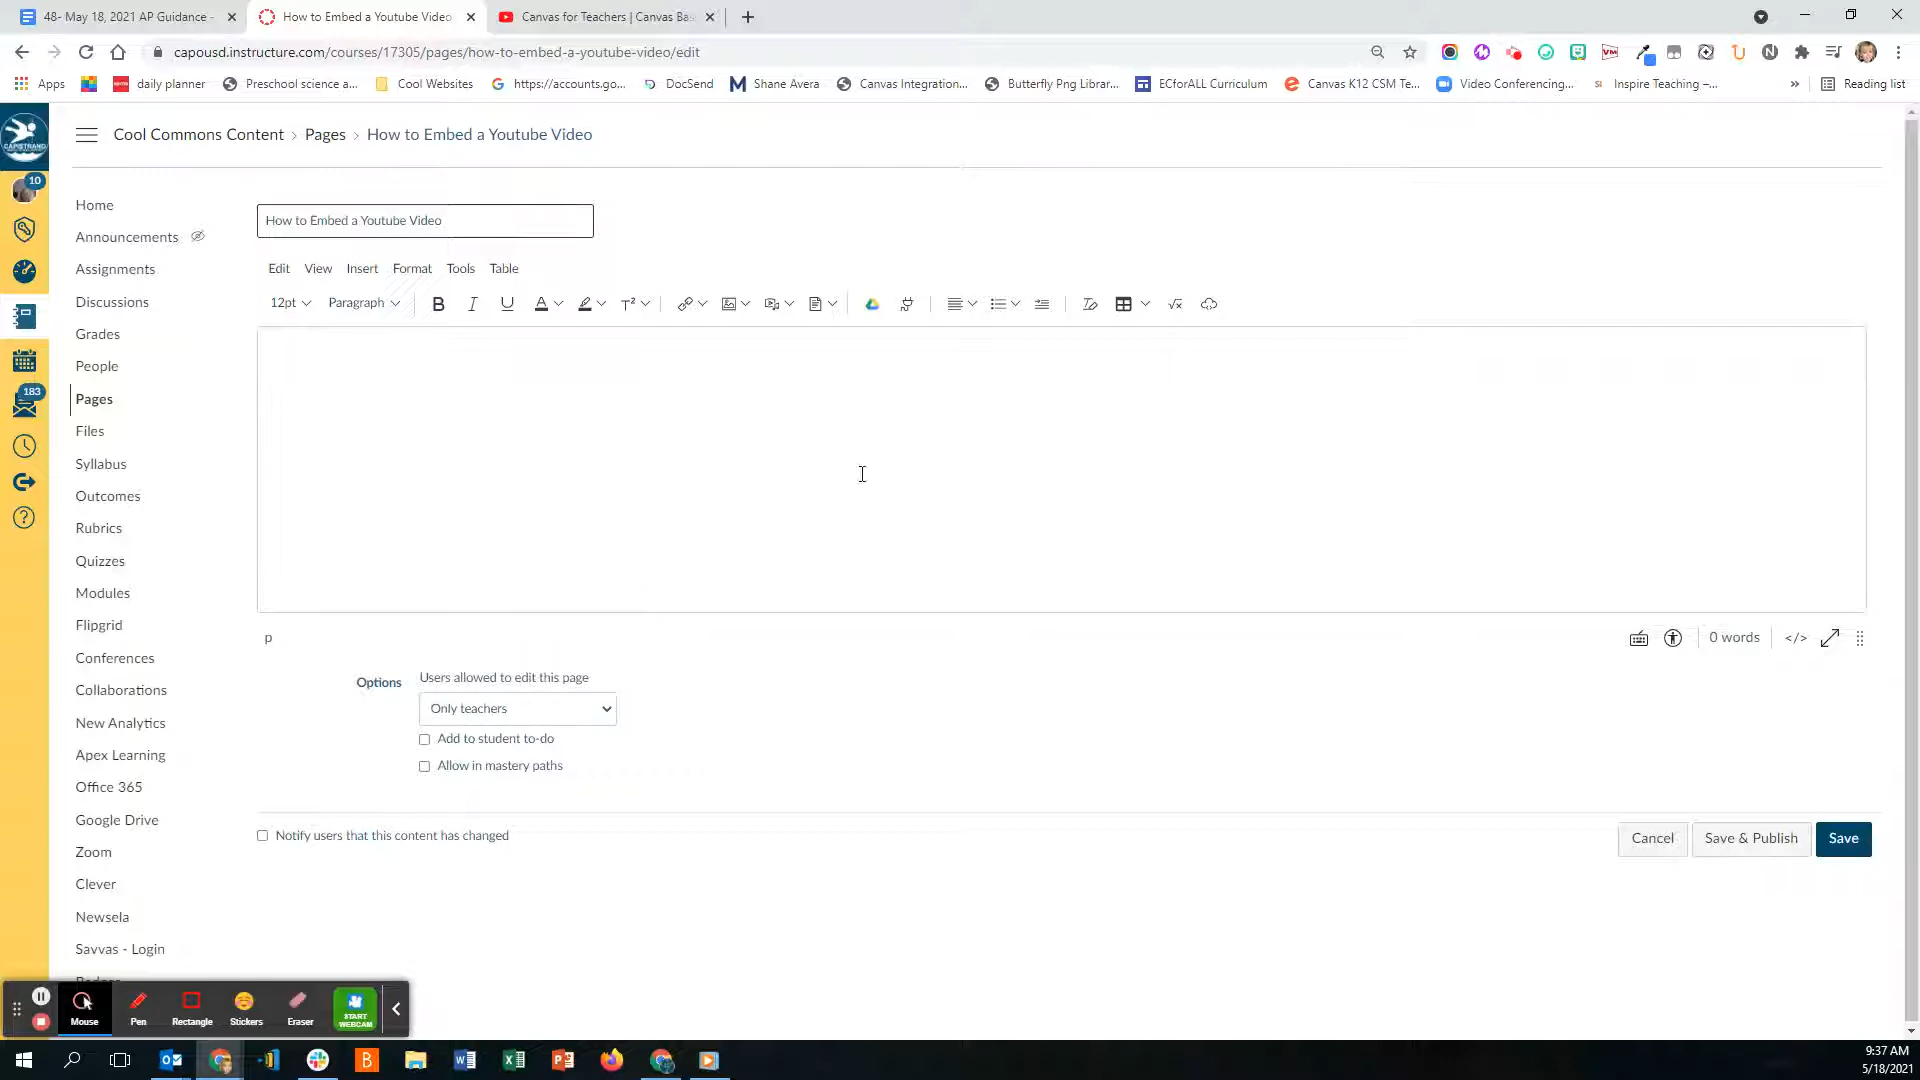 48- May 18, 2021 AP Guidance -
How to Embed a Youtube Video
Canvas for Teachers | Canvas Bas
capousd.instructure.com/courses/17305/pages/how-to-embed-a-youtube-video/edit
Apps
daily planner
Preschool science a...
Cool Websites
https://accounts.go...
DocSend
Shane Avera
Canvas Integration...
Butterfly Png Librar...
ECforALL Curriculum
Canvas K12 CSM Te...
Video Conferencing...
Inspire Teaching –...
»
Reading list
CAPISTRANO
10
183
Cool Commons Content › Pages › How to Embed a Youtube Video
Home
Announcements
Assignments
Discussions
Grades
People
Pages
Files
Syllabus
Outcomes
Rubrics
Quizzes
Modules
Flipgrid
Conferences
Collaborations
New Analytics
Apex Learning
Office 365
Google Drive
Zoom
Clever
Newsela
Savvas - Login
How to Embed a Youtube Video
Edit View Insert Format Tools Table
12pt Paragraph B I U A T² √x
p
0 words </>
Options
Users allowed to edit this page
Only teachers
Add to student to-do
Allow in mastery paths
Notify users that this content has changed
Cancel Save & Publish Save
Mouse Pen Rectangle Stickers Eraser START WEBCAM
9:37 AM
5/18/2021